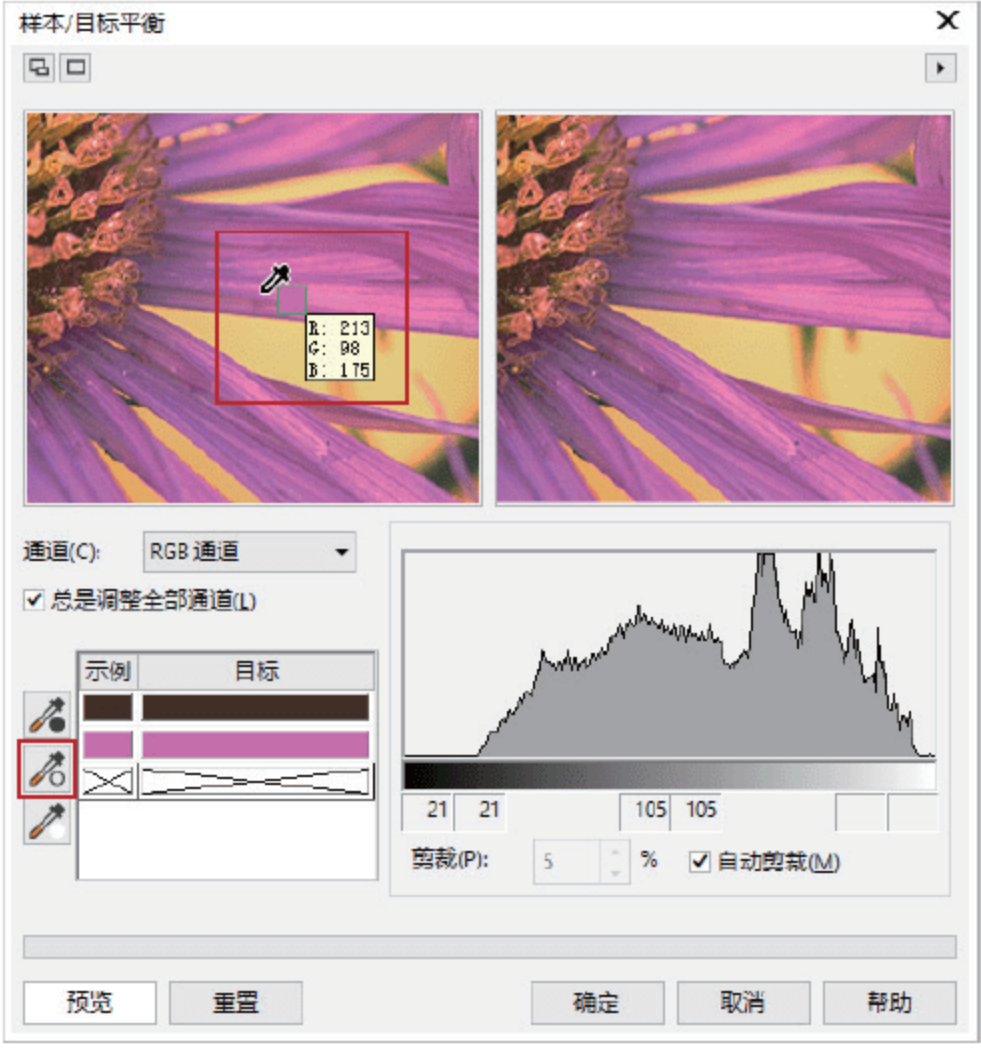 样本/目标平衡
R: 213
G: 98
B: 175
通道(C):
RGB 通道
总是调整全部通道(L)
示例
目标
21
21
105
105
剪裁(P):
5
%
自动剪裁(M)
预览
重置
确定
取消
帮助